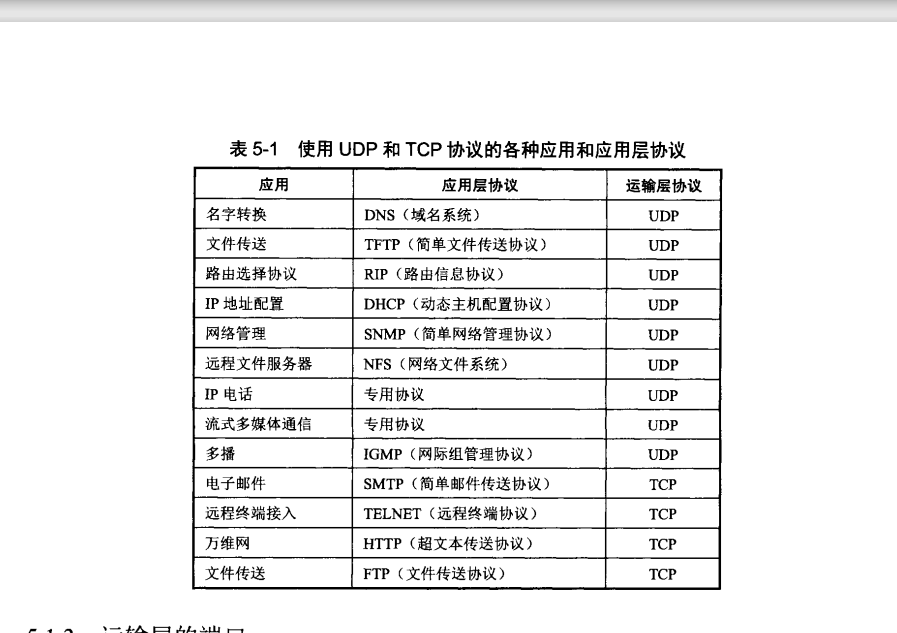 表 5-1 使用 UDP 和 TCP 协议的各种应用和应用层协议
应用 应用层协议 运输层协议
名字转换 DNS（域名系统） UDP
文件传送 TFTP（简单文件传送协议） UDP
路由选择协议 RIP（路由信息协议） UDP
IP 地址配置 DHCP（动态主机配置协议） UDP
网络管理 SNMP（简单网络管理协议） UDP
远程文件服务器 NFS（网络文件系统） UDP
IP 电话 专用协议 UDP
流式多媒体通信 专用协议 UDP
多播 IGMP（网际组管理协议） UDP
电子邮件 SMTP（简单邮件传送协议） TCP
远程终端接入 TELNET（远程终端协议） TCP
万维网 HTTP（超文本传送协议） TCP
文件传送 FTP（文件传送协议） TCP
运输层的端口